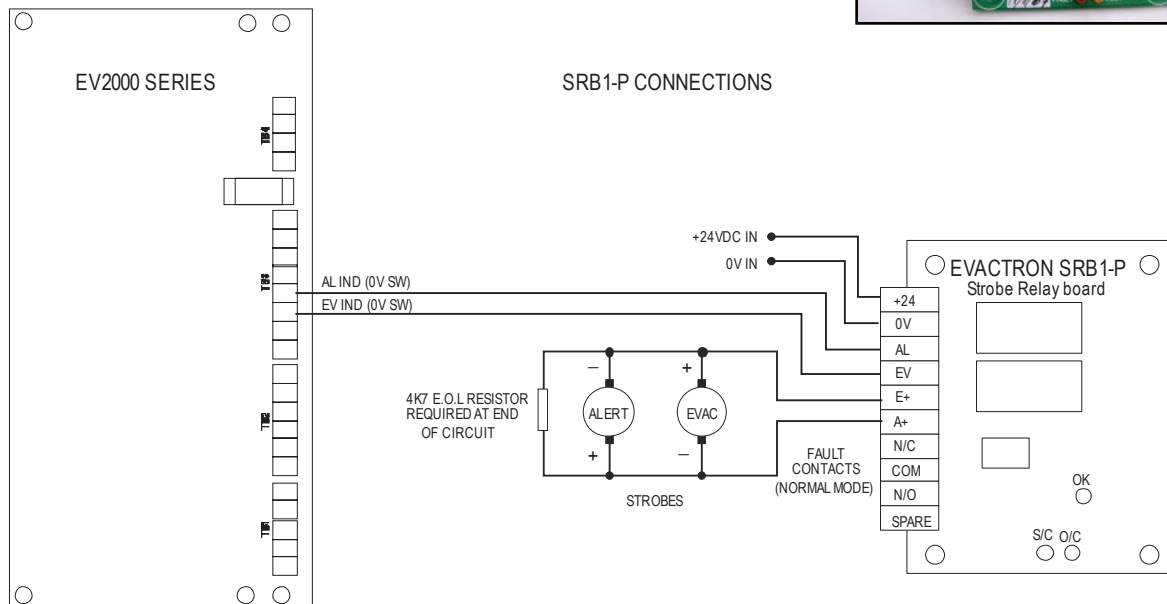 EV2000 SERIES
SRB1-P CONNECTIONS
TB4
TB3
TB2
TB1
AL IND (0V SW)
EV IND (0V SW)
+24VDC IN
0V IN
4K7 E.O.L RESISTOR
REQUIRED AT END
OF CIRCUIT
−
+
ALERT
EVAC
+
−
STROBES
FAULT
CONTACTS
(NORMAL MODE)
EVACTRON SRB1-P
Strobe Relay board
+24
0V
AL
EV
E+
A+
N/C
COM
N/O
SPARE
OK
S/C O/C